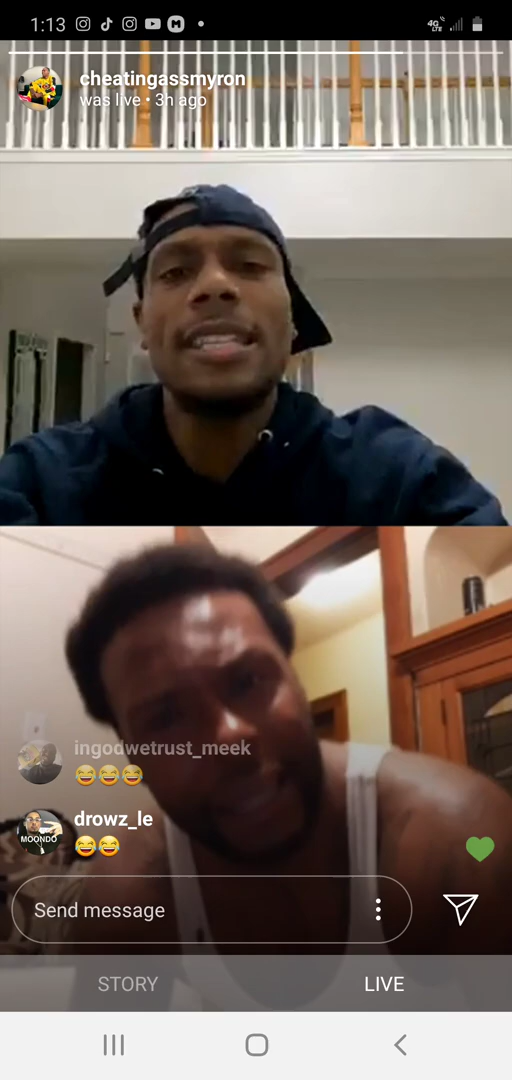 1:13
4G
LTE
cheatingassmyron
was live • 3h ago
ingodwetrust_meek
😂😂😂
drowz_le
MOONDO
😂😂
Send message
STORY
LIVE